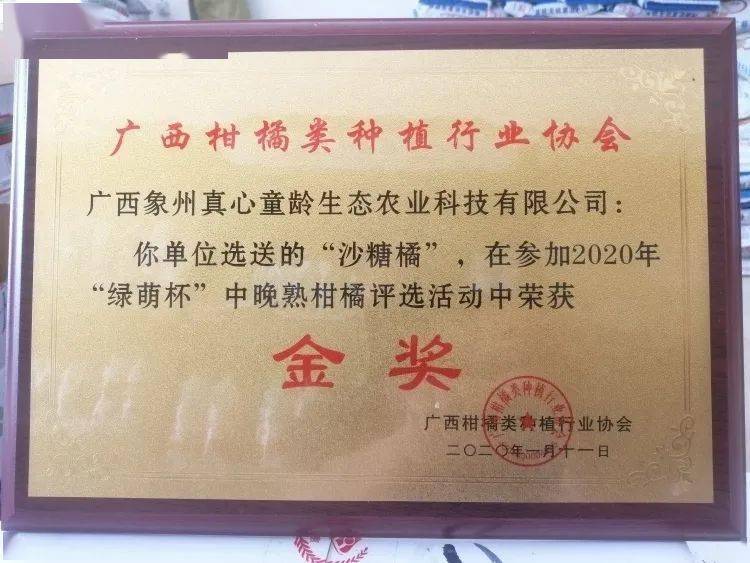 广西柑橘类种植行业协会
广西象州真心童龄生态农业科技有限公司：
你单位选送的“沙糖橘”，在参加2020年
“绿萌杯”中晚熟柑橘评选活动中荣获
金奖
广西柑橘类种植行业协会
二〇二〇年一月十一日